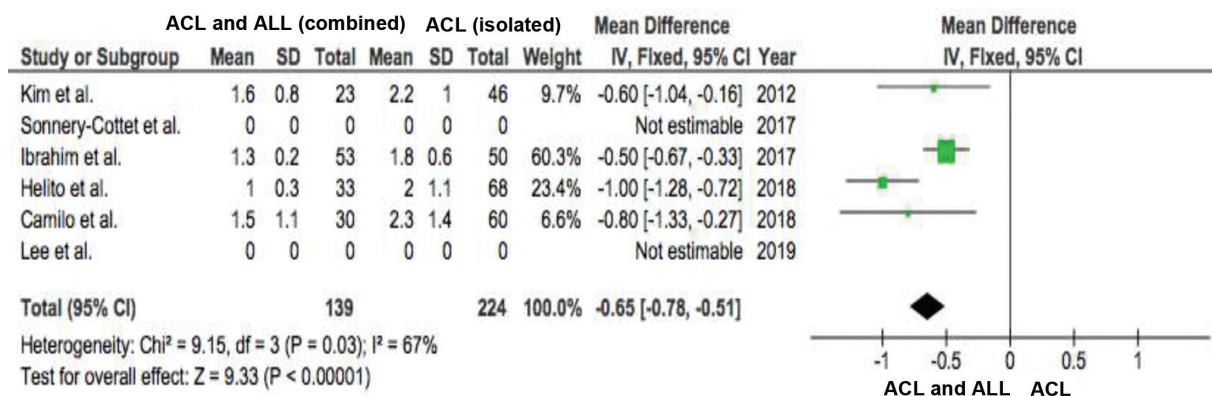 ACL and ALL (combined) ACL (isolated) Mean Difference Mean Difference
Study or Subgroup Mean SD Total Mean SD Total Weight IV, Fixed, 95% CI Year IV, Fixed, 95% CI
Kim et al. 1.6 0.8 23 2.2 1 46 9.7% -0.60 [-1.04, -0.16] 2012
Sonnery-Cottet et al. 0 0 0 0 0 0 Not estimable 2017
Ibrahim et al. 1.3 0.2 53 1.8 0.6 50 60.3% -0.50 [-0.67, -0.33] 2017
Helito et al. 1 0.3 33 2 1.1 68 23.4% -1.00 [-1.28, -0.72] 2018
Camilo et al. 1.5 1.1 30 2.3 1.4 60 6.6% -0.80 [-1.33, -0.27] 2018
Lee et al. 0 0 0 0 0 0 Not estimable 2019
Total (95% CI) 139 224 100.0% -0.65 [-0.78, -0.51]
Heterogeneity: Chi² = 9.15, df = 3 (P = 0.03); I² = 67%
Test for overall effect: Z = 9.33 (P < 0.00001)
-1 -0.5 0 0.5 1
ACL and ALL ACL